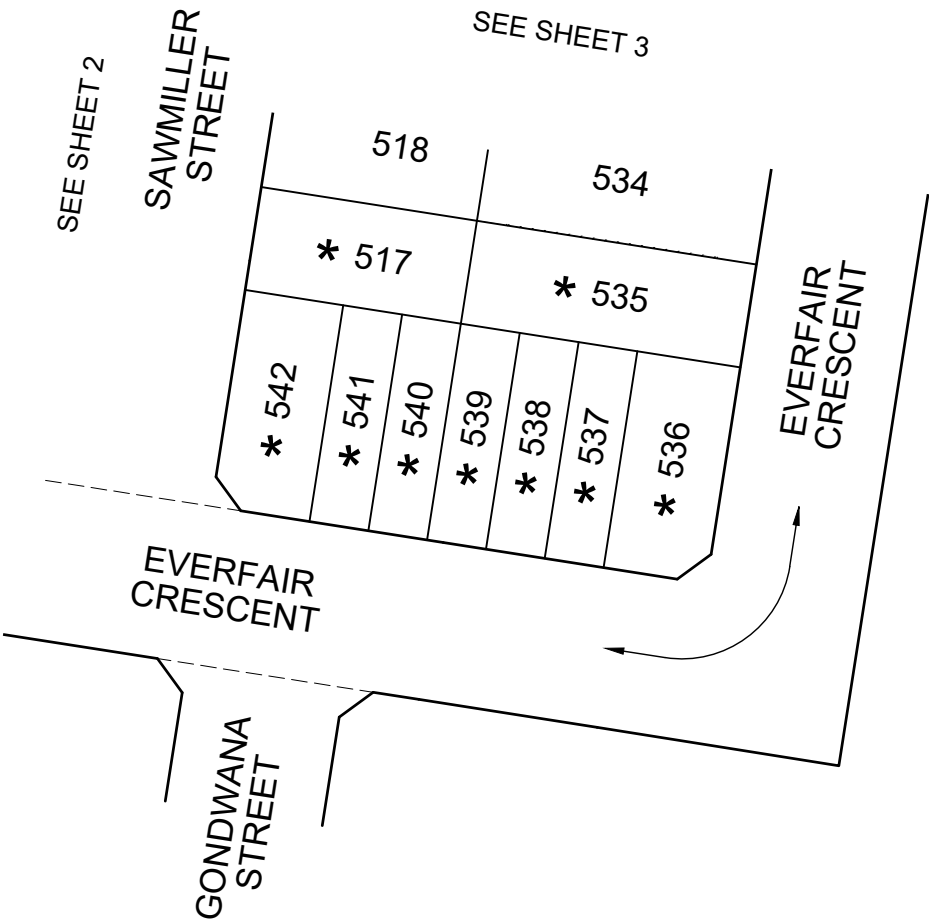 SEE SHEET 3
SEE SHEET 2
SAWMILLER
STREET
518
534
* 517
* 535
* 542
* 541
* 540
* 539
* 538
* 537
* 536
EVERFAIR
CRESCENT
EVERFAIR
CRESCENT
GONDWANA
STREET